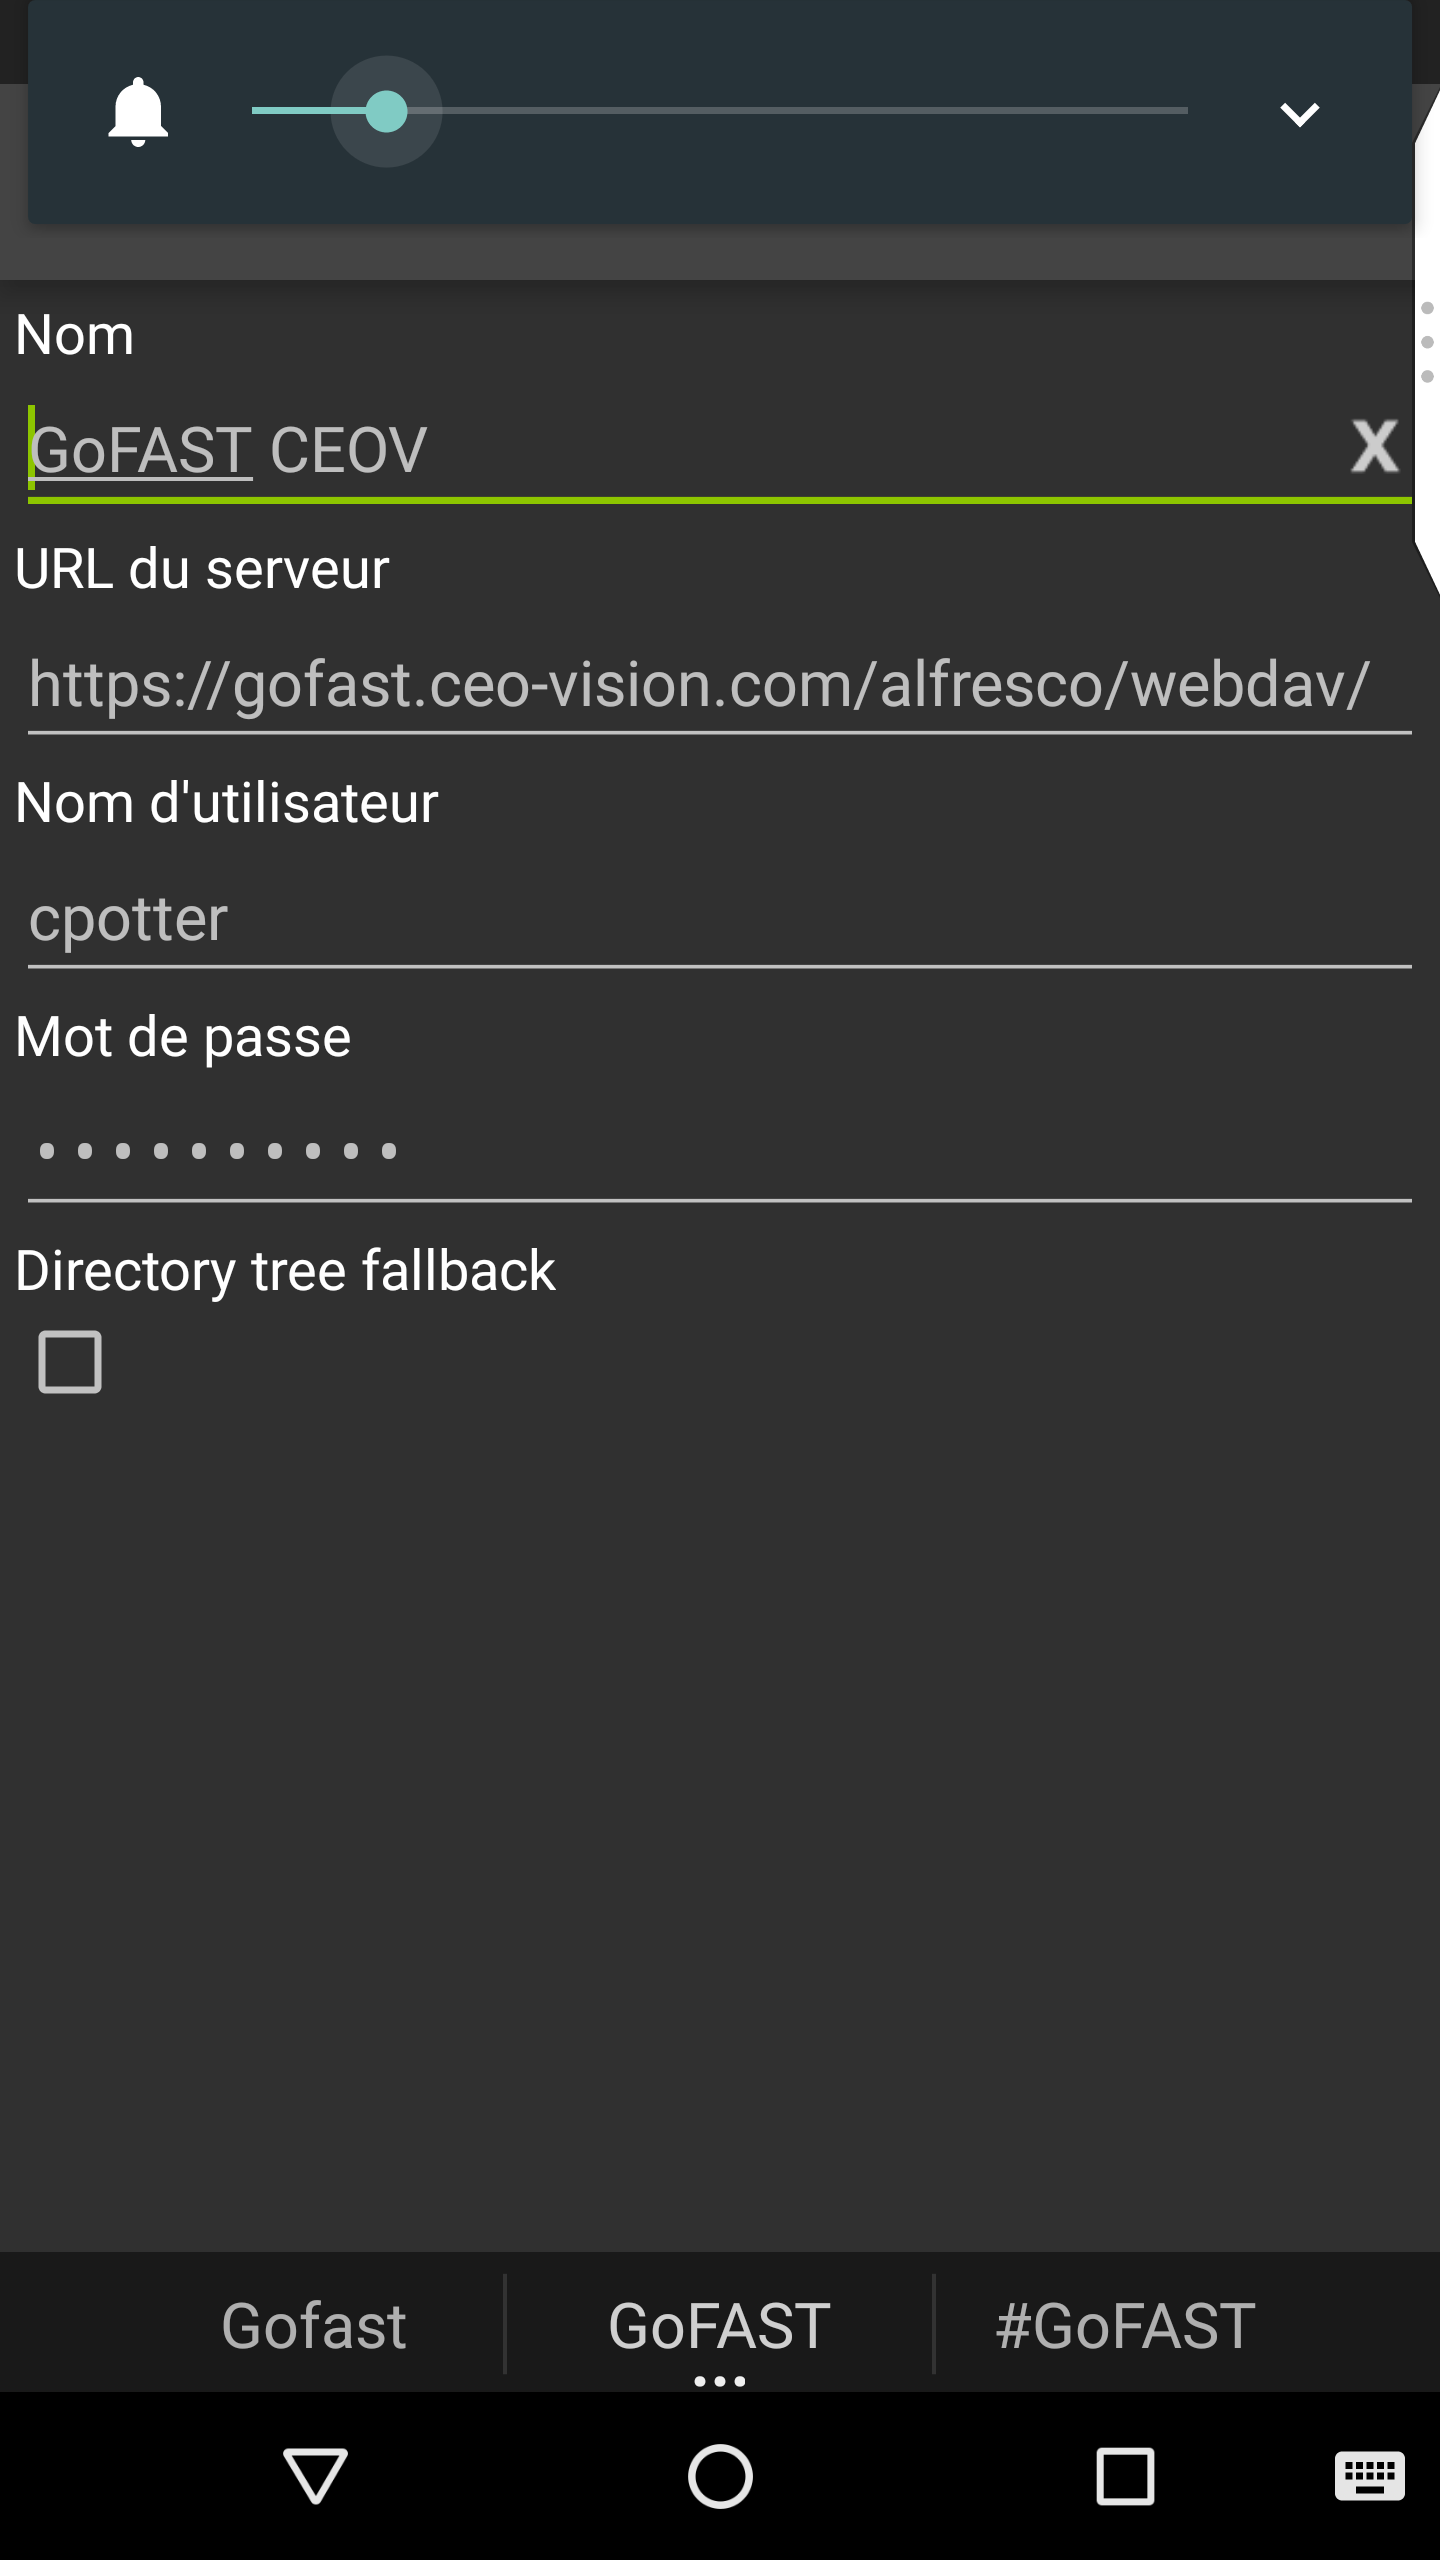 Nom
GoFAST CEOV
X
URL du serveur
https://gofast.ceo-vision.com/alfresco/webdav/
Nom d'utilisateur
cpotter
Mot de passe
••••••••••
Directory tree fallback
Gofast
GoFAST
#GoFAST